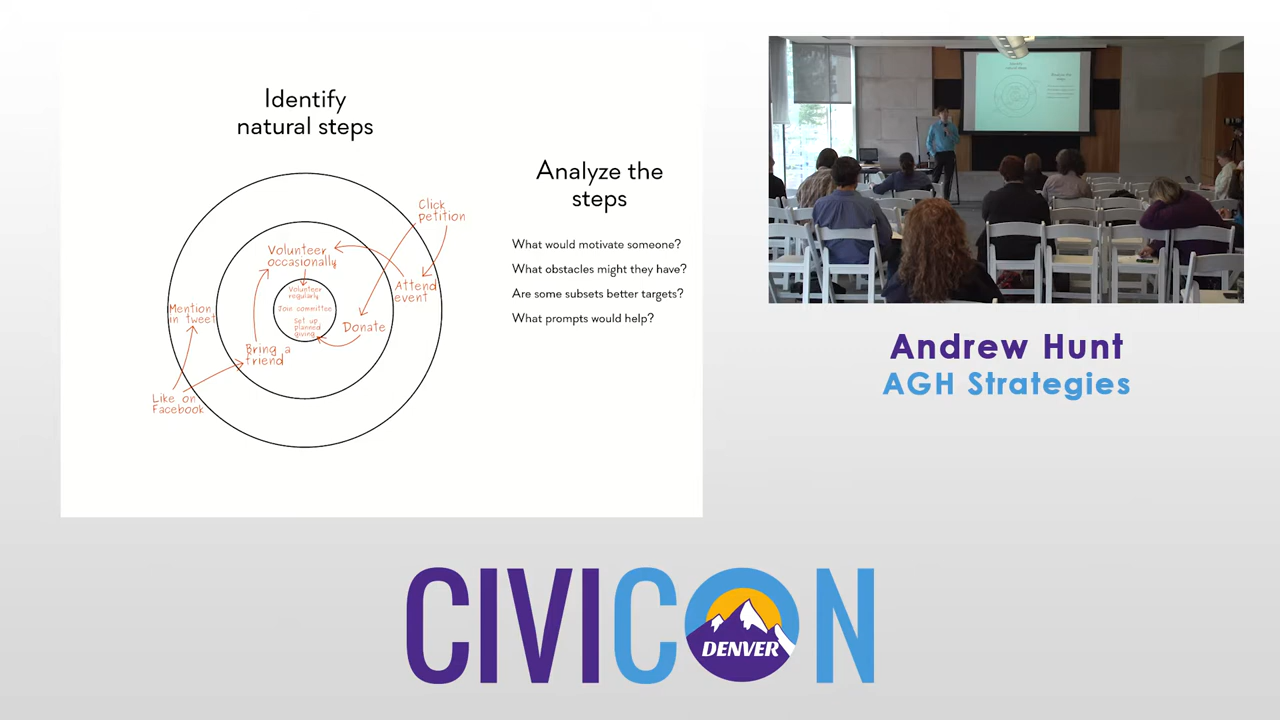 Identify
natural steps
Analyze the
steps
What would motivate someone?
What obstacles might they have?
Are some subsets better targets?
What prompts would help?
Click
petition
Volunteer
occasionally
Attend
event
Volunteer
regularly
Join committee
Set up
planned
giving
Mention
in tweet
Donate
Bring a
friend
Like on
Facebook
Andrew Hunt
AGH Strategies
CIVICON
DENVER